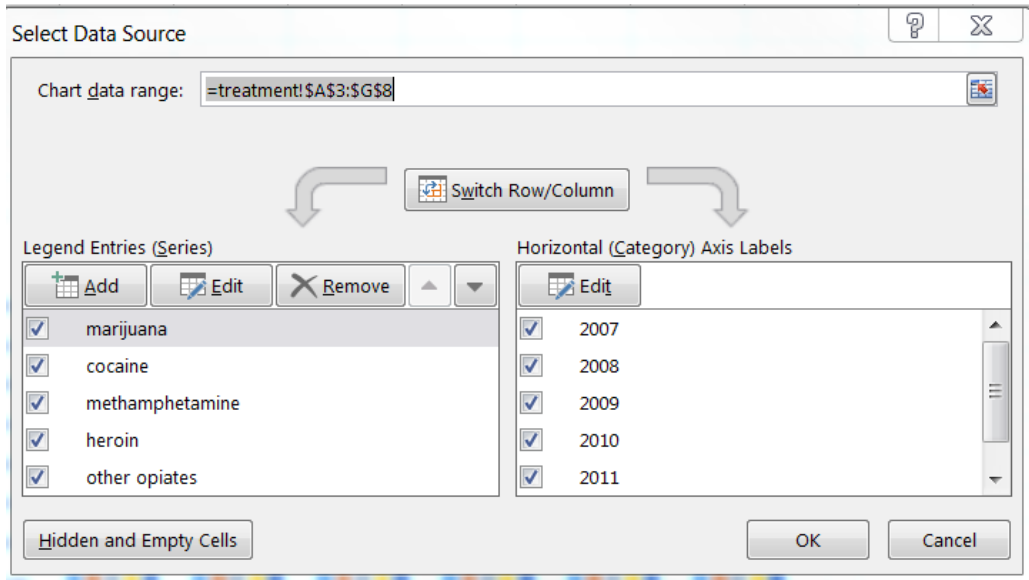 Select Data Source
Chart data range: =treatment!$A$3:$G$8
Switch Row/Column
Legend Entries (Series)
Add Edit Remove
marijuana
cocaine
methamphetamine
heroin
other opiates
Horizontal (Category) Axis Labels
Edit
2007
2008
2009
2010
2011
Hidden and Empty Cells
OK Cancel